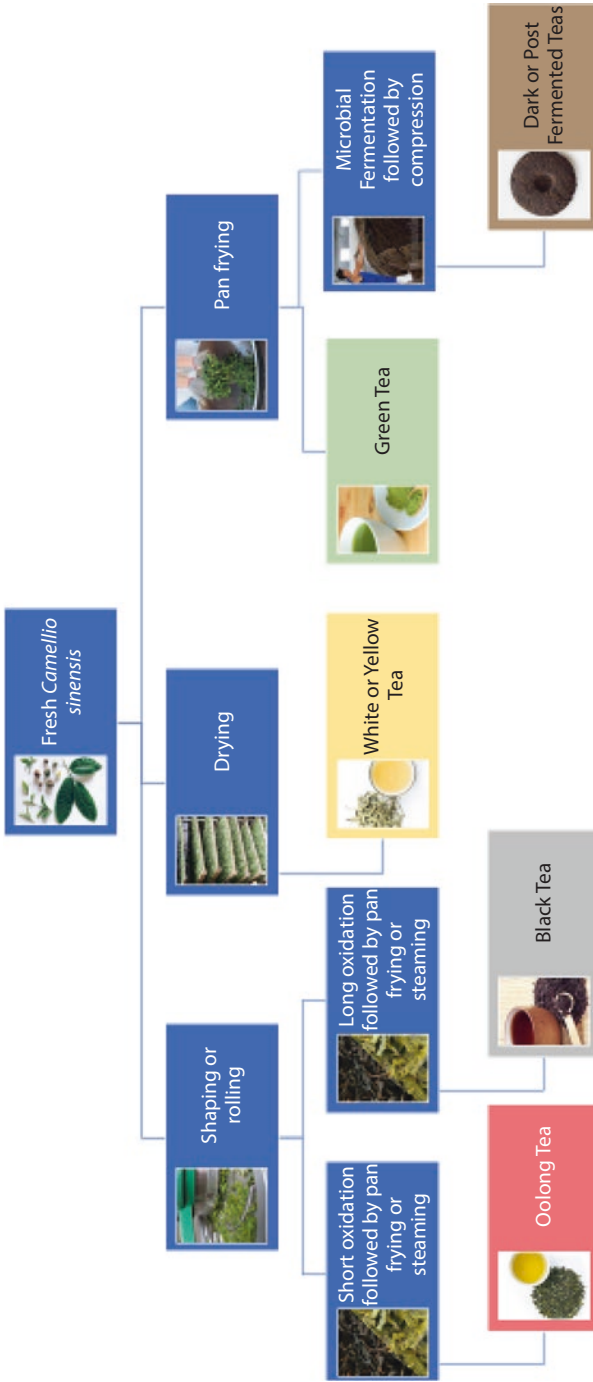 Fresh Camellio
sinensis
Shaping or
rolling
Drying
Pan frying
Short oxidation
followed by pan
frying or
steaming
Long oxidation
followed by pan
frying or
steaming
White or Yellow
Tea
Green Tea
Microbial
Fermentation
followed by
compression
Oolong Tea
Black Tea
Dark or Post
Fermented Teas